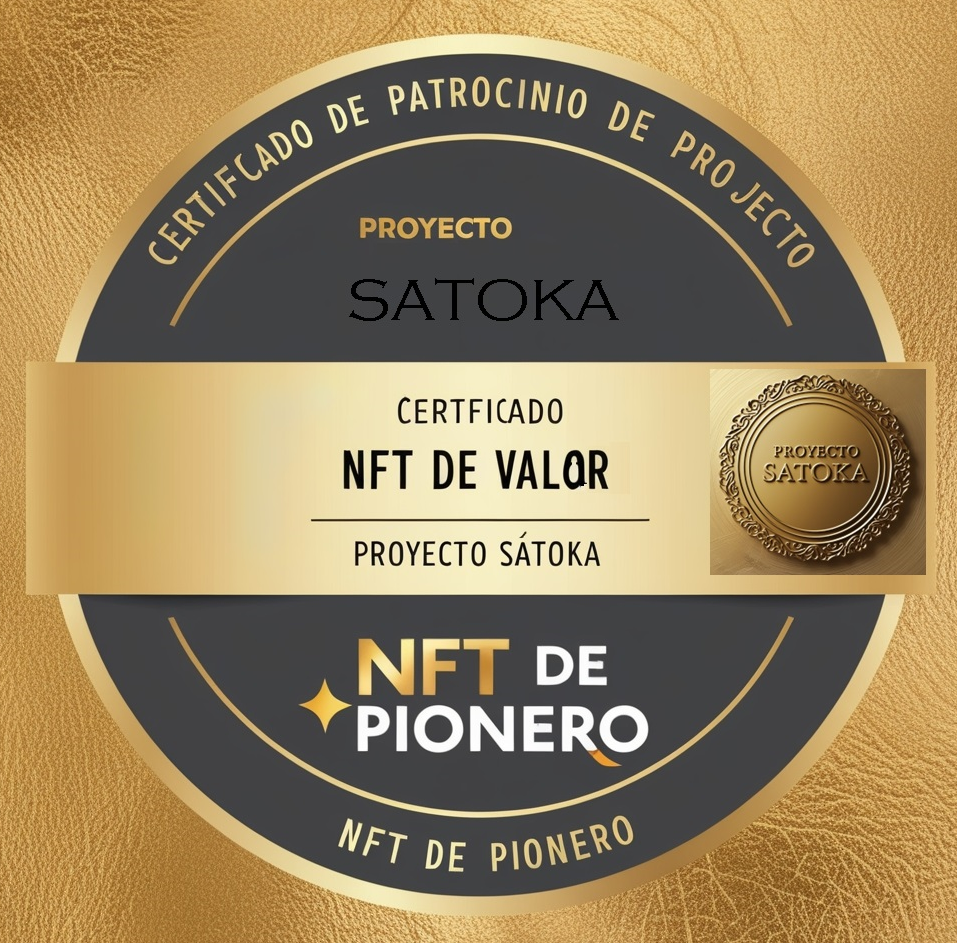 CERTIFCADO DE PATROCINIO DE PROJECTO
PROYECTO
SATOKA
CERTFICADO
NFT DE VALOR
PROYECTO SÁTOKA
PROYECTO
SATOKA
NFT DE
PIONERO
NFT DE PIONERO